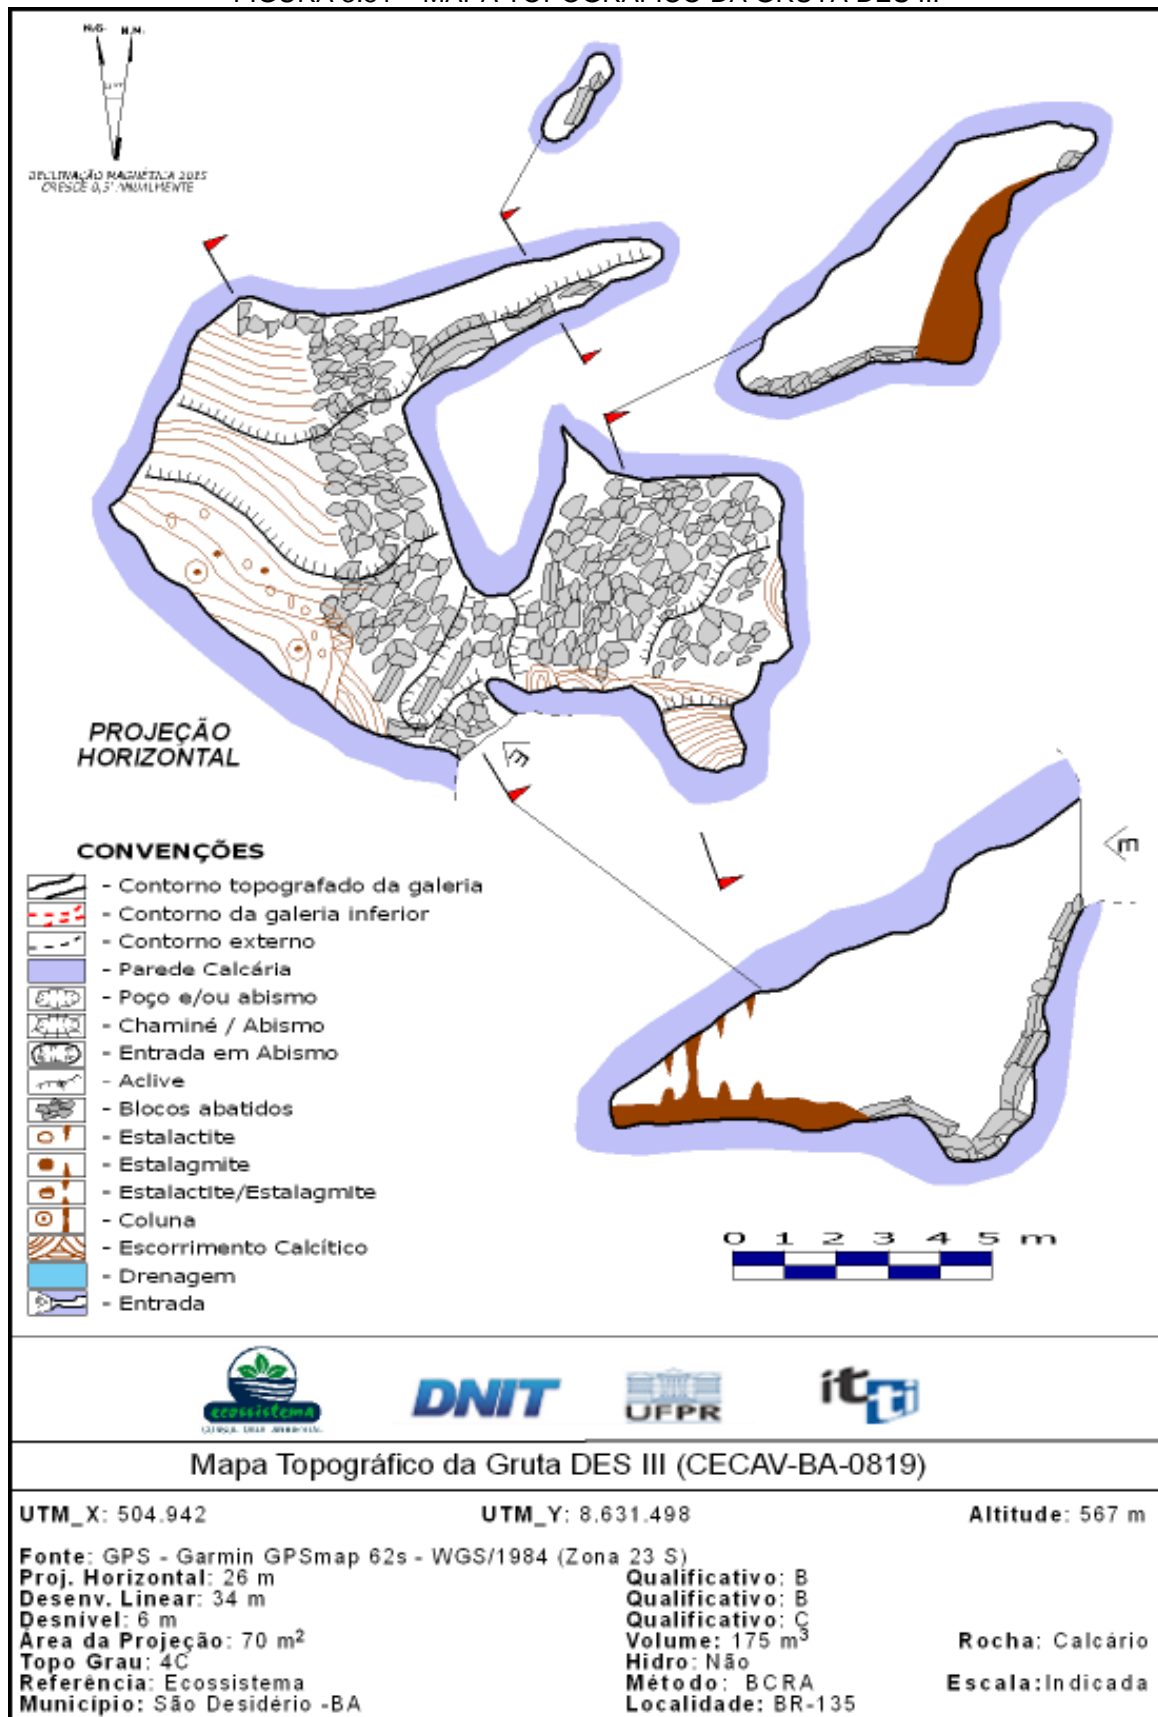 N.G. N.M.
DECLINAÇÃO MAGNÉTICA 2015
CRESCE 0,3' ANUALMENTE
PROJEÇÃO
HORIZONTAL
E
E
CONVENÇÕES
- Contorno topografado da galeria
- Contorno da galeria inferior
- Contorno externo
- Parede Calcária
- Poço e/ou abismo
- Chaminé / Abismo
- Entrada em Abismo
- Aclive
- Blocos abatidos
- Estalactite
- Estalagmite
- Estalactite/Estalagmite
- Coluna
- Escorrimento Calcítico
- Drenagem
- Entrada
0 1 2 3 4 5 m
ecossistema
DNIT
UFPR
itti
Mapa Topográfico da Gruta DES III (CECAV-BA-0819)
UTM_X: 504.942 UTM_Y: 8.631.498 Altitude: 567 m
Fonte: GPS - Garmin GPSmap 62s - WGS/1984 (Zona 23 S)
Proj. Horizontal: 26 m Qualificativo: B
Desenv. Linear: 34 m Qualificativo: B
Desnível: 6 m Qualificativo: C
Área da Projeção: 70 m² Volume: 175 m³ Rocha: Calcário
Topo Grau: 4C Hidro: Não
Referência: Ecossistema Método: BCRA Escala:Indicada
Município: São Desidério -BA Localidade: BR-135